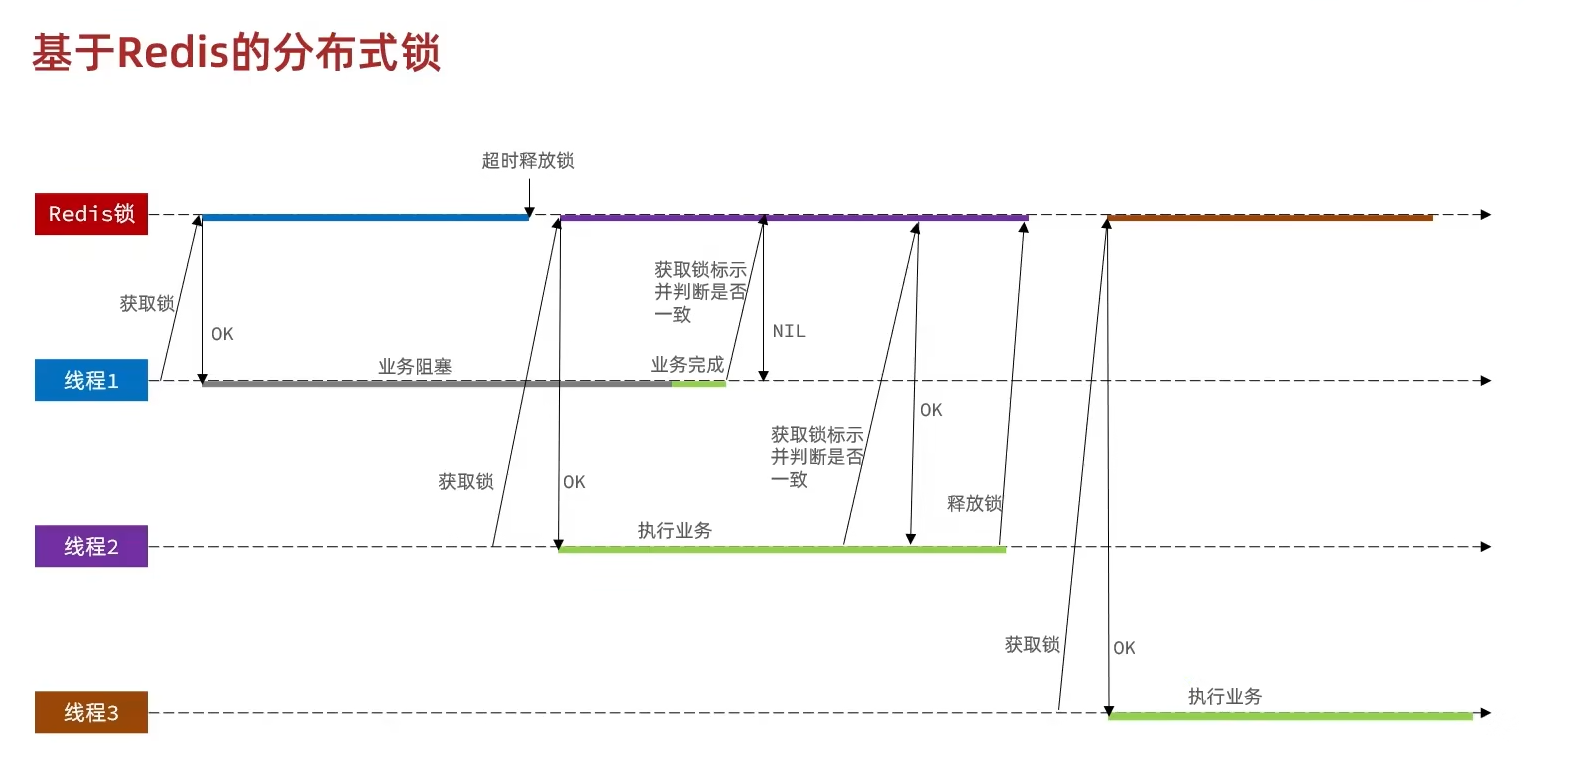 基于Redis的分布式锁
超时释放锁
Redis锁
获取锁
OK
获取锁标示
并判断是否
一致
NIL
线程1
业务阻塞
业务完成
获取锁
OK
获取锁标示
并判断是否
一致
OK
释放锁
线程2
执行业务
获取锁
OK
线程3
执行业务